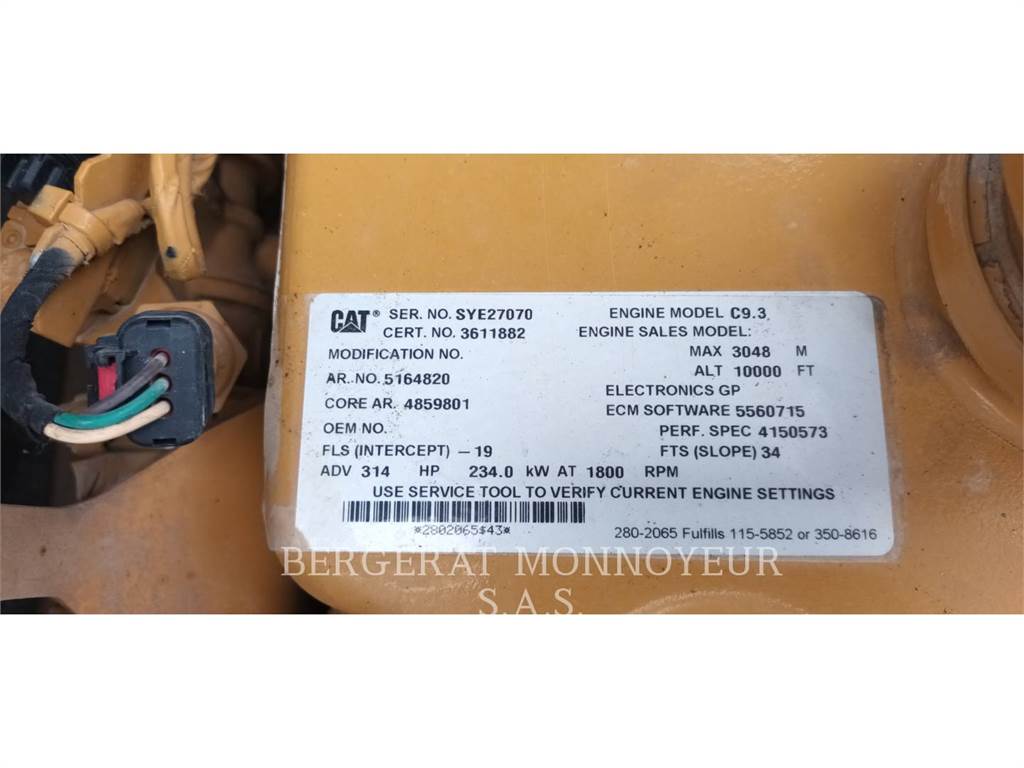 CAT® SER. NO. SYE27070 ENGINE MODEL C9.3
CERT. NO. 3611882 ENGINE SALES MODEL:
MODIFICATION NO. MAX 3048 M
AR. NO. 5164820 ALT 10000 FT
ELECTRONICS GP
CORE AR. 4859801 ECM SOFTWARE 5560715
OEM NO. PERF. SPEC 4150573
FLS (INTERCEPT) -19 FTS (SLOPE) 34
ADV 314 HP 234.0 kW AT 1800 RPM
USE SERVICE TOOL TO VERIFY CURRENT ENGINE SETTINGS
*2802065$43* 280-2065 Fulfills 115-5852 or 350-8616
BERGERAT MONNOYEUR
S.A.S.